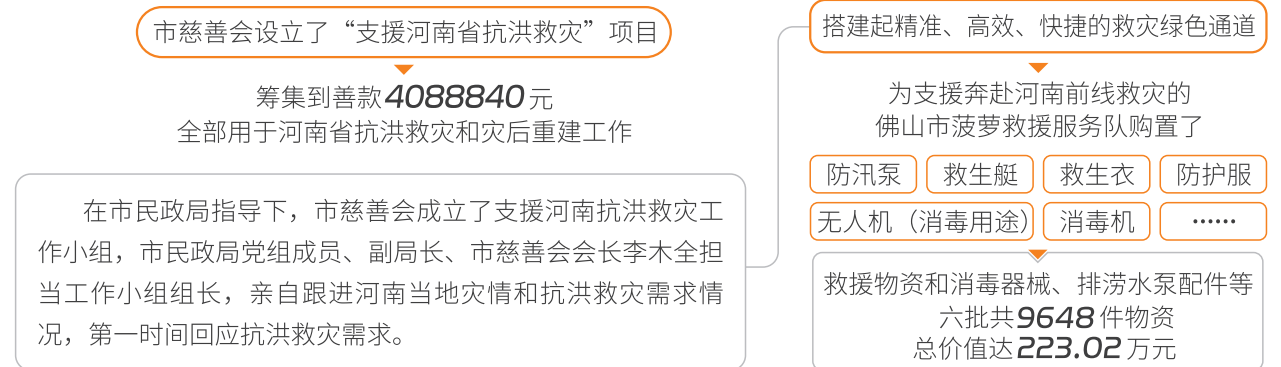 市慈善会设立了“支援河南省抗洪救灾”项目
筹集到善款4088840元
全部用于河南省抗洪救灾和灾后重建工作
在市民政局指导下，市慈善会成立了支援河南抗洪救灾工
作小组，市民政局党组成员、副局长、市慈善会会长李木全担
当工作小组组长，亲自跟进河南当地灾情和抗洪救灾需求情
况，第一时间回应抗洪救灾需求。
搭建起精准、高效、快捷的救灾绿色通道
为支援奔赴河南前线救灾的
佛山市菠萝救援服务队购置了
防汛泵 救生艇 救生衣 防护服
无人机（消毒用途） 消毒机 ······
救援物资和消毒器械、排涝水泵配件等
六批共9648件物资
总价值达223.02万元